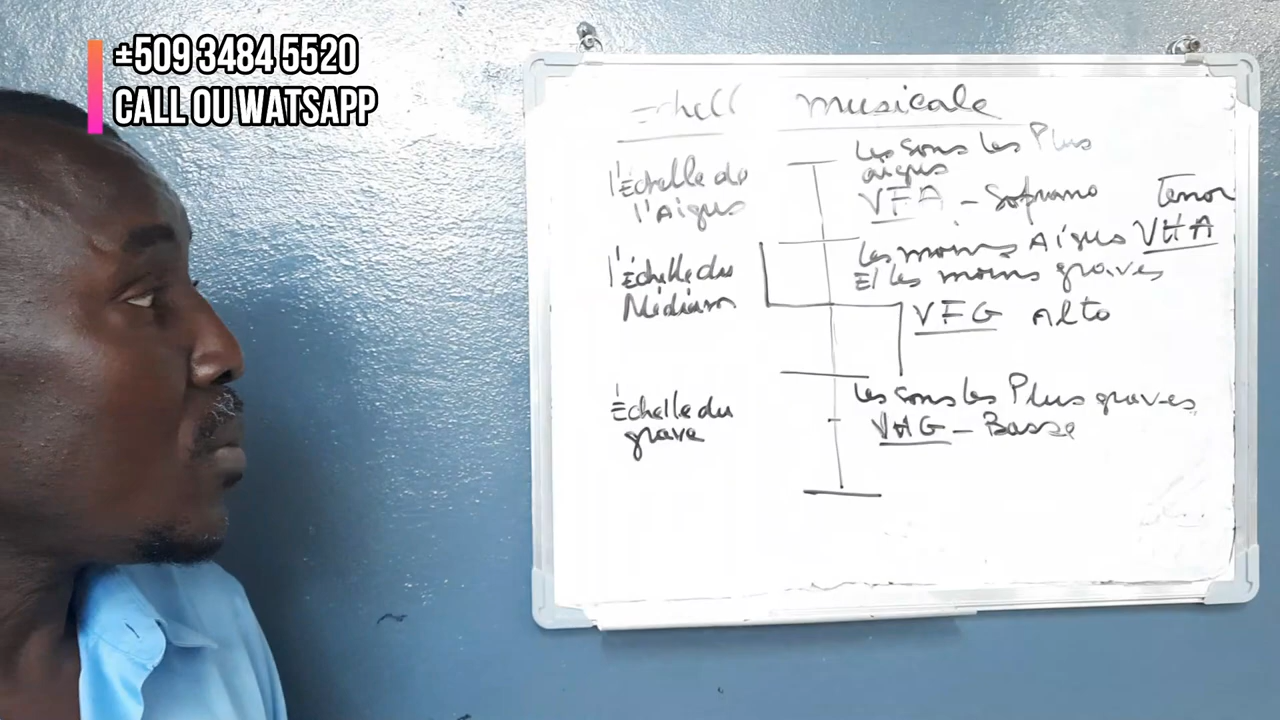 ±509 3484 5520
CALL OU WATSAPP
Echell musicale
l'Échelle de
l'Aigus
Les sons les Plus
aigus
VFA - Soprano
Tenor
l'échelle du
Médium
Les moins Aigus VHA
Et les moins graves
VFG Alto
Échelle du
grave
Les sons les Plus graves
VHG - Basse